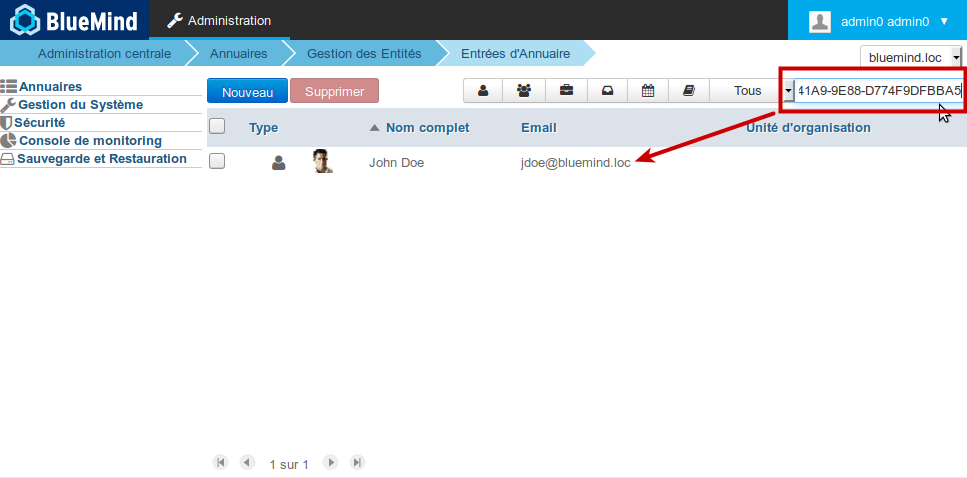 BlueMind
Administration
admin0 admin0 ▼
Administration centrale
Annuaires
Gestion des Entités
Entrées d'Annuaire
bluemind.loc
Annuaires
Gestion du Système
Sécurité
Console de monitoring
Sauvegarde et Restauration
Nouveau
Supprimer
Tous
41A9-9E88-D774F9DFBBA5
Type
Nom complet
Email
Unité d'organisation
John Doe
jdoe@bluemind.loc
1 sur 1